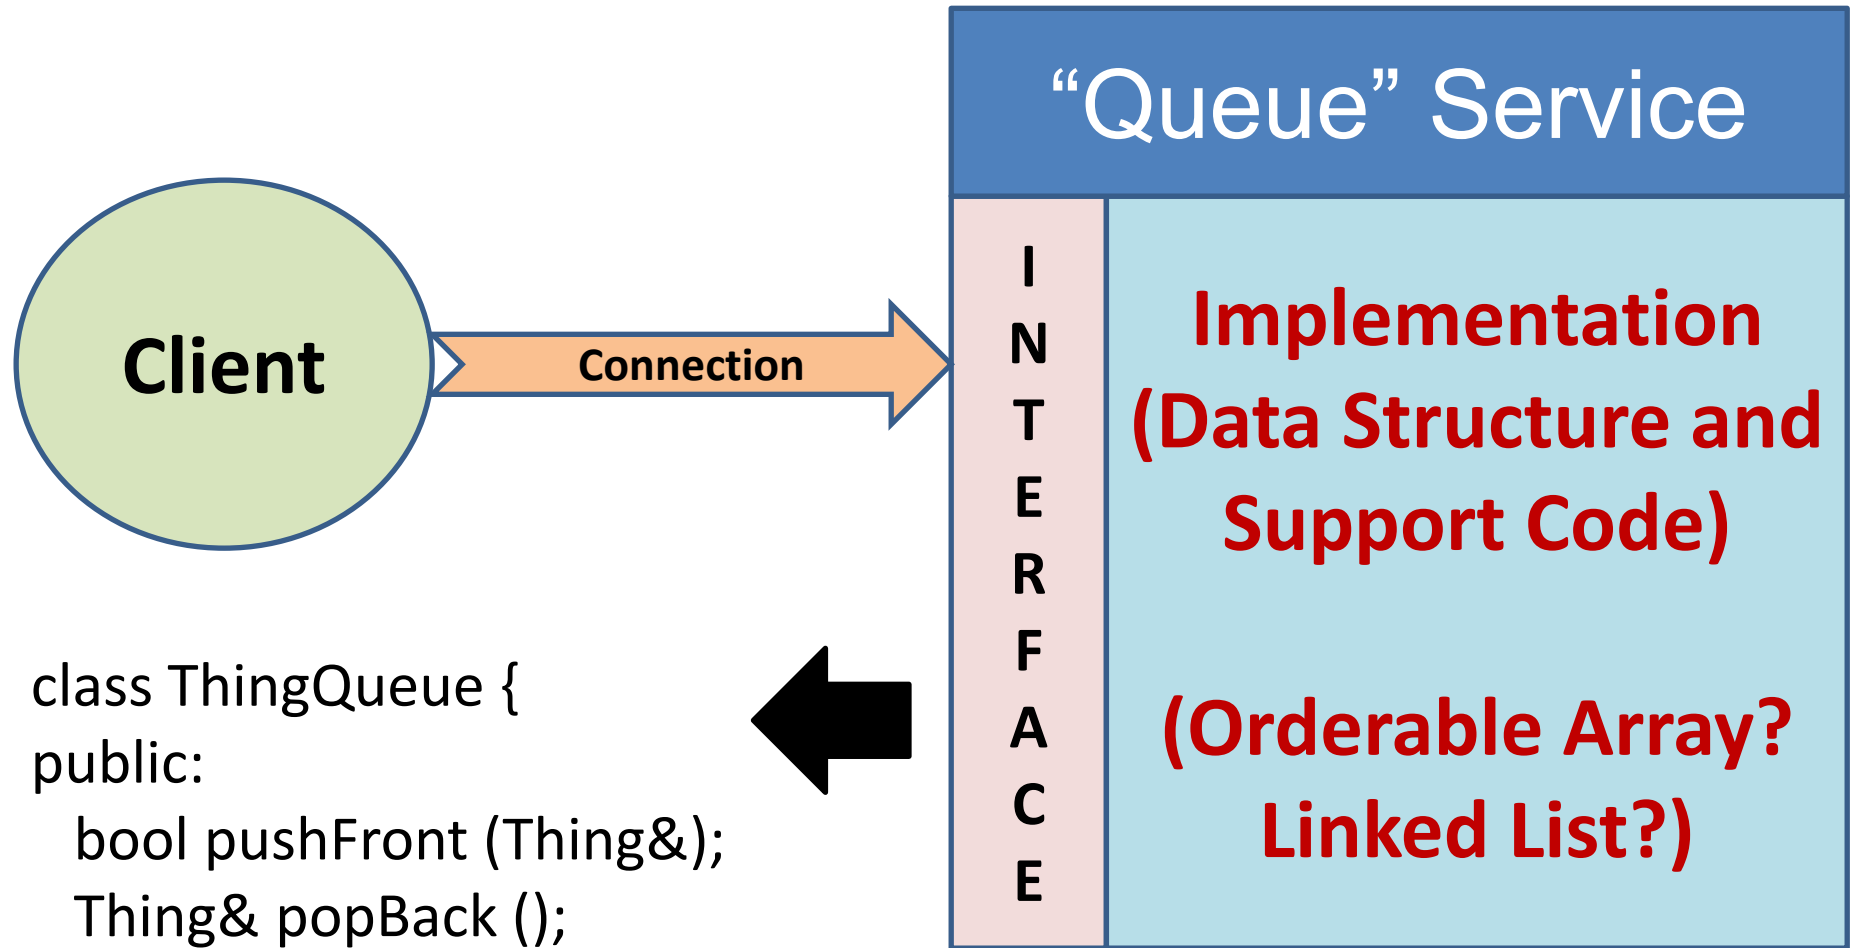 “Queue” Service
Client
Connection
I
N
T
E
R
F
A
C
E
Implementation
(Data Structure and
Support Code)
(Orderable Array?
Linked List?)
class ThingQueue {
public:
bool pushFront (Thing&);
Thing& popBack ();